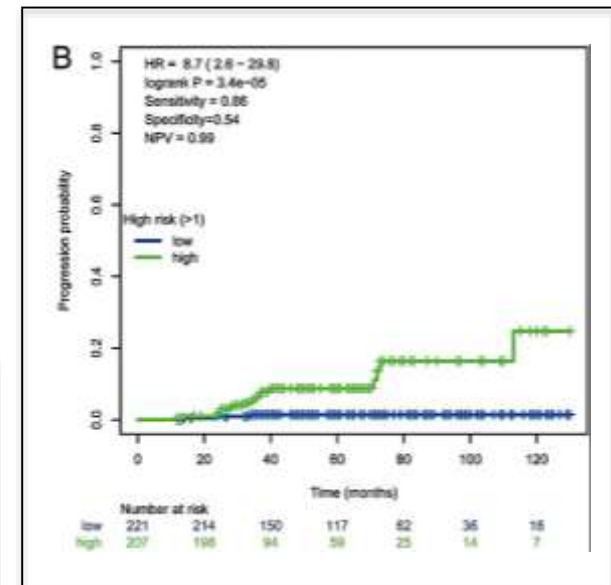 B
HR = 8.7 ( 2.6 − 29.8)
logrank P = 3.4e−05
Sensitivity = 0.86
Specificity=0.54
NPV = 0.99
High risk (>1)
low
high
Progression probability
1.0
0.8
0.6
0.4
0.2
0.0
0 20 40 60 80 100 120
Time (months)
Number at risk
low 221 214 150 117 62 36 16
high 207 198 94 59 25 14 7